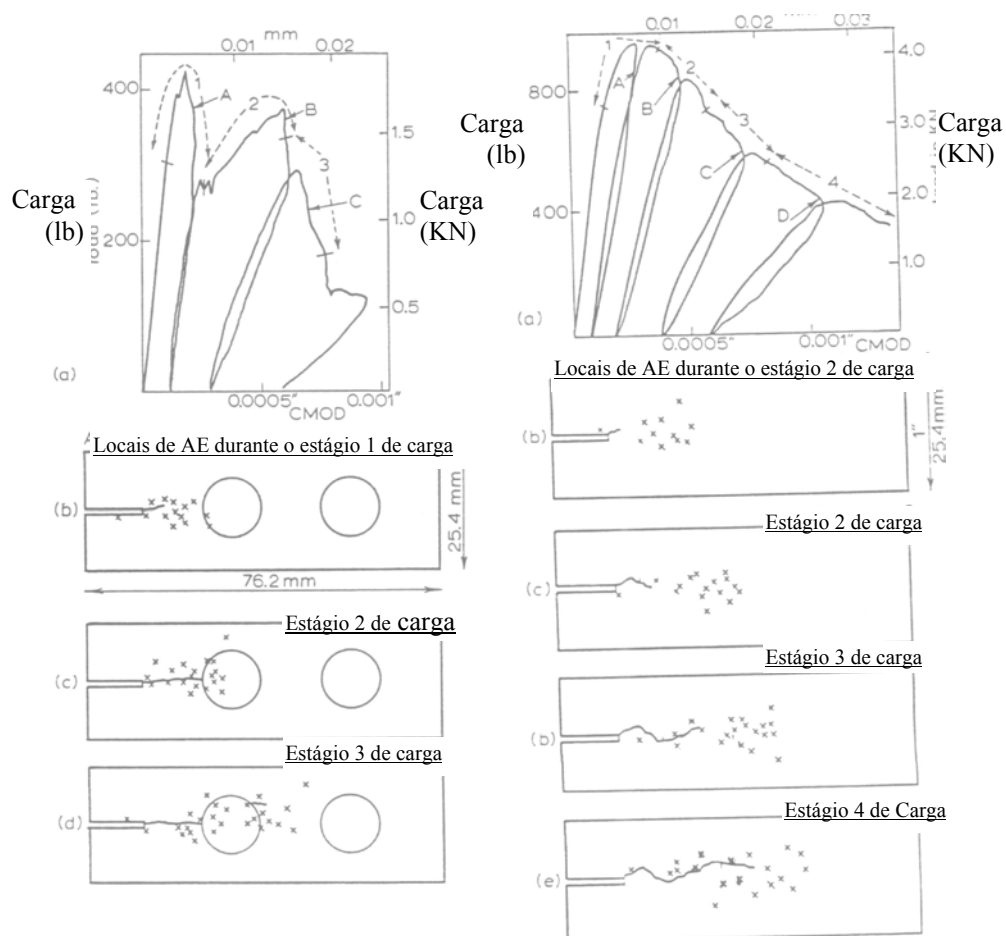 mm
0.01
0.02
400
200
Carga
(lb)
load (lb.)
1
2
3
A
B
C
1.5
1.0
0.5
Carga
(KN)
(a)
0.0005"
0.001"
CMOD
Locais de AE durante o estágio 1 de carga
(b)
25.4 mm
76.2 mm
Estágio 2 de carga
(c)
Estágio 3 de carga
(d)
0.01
0.02
0.03
800
400
Carga
(lb)
1
2
3
4
A
B
C
D
4.0
3.0
2.0
1.0
Carga
(KN)
(a)
0.0005"
0.001"
CMOD
Locais de AE durante o estágio 2 de carga
(b)
1"
25.4mm
Estágio 2 de carga
(c)
Estágio 3 de carga
(b)
Estágio 4 de Carga
(e)